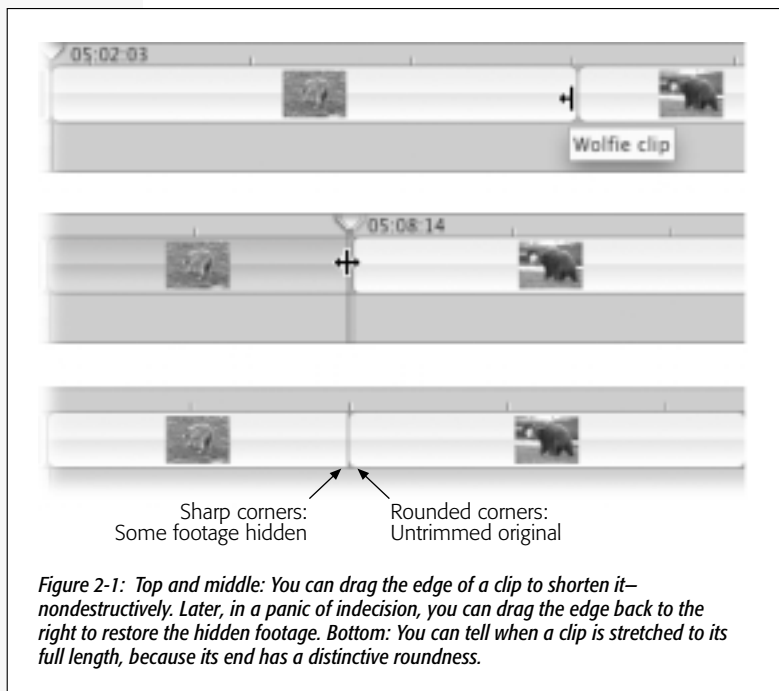 05:02:03
Wolfie clip
05:08:14
Sharp corners:
Some footage hidden
Rounded corners:
Untrimmed original
Figure 2-1: Top and middle: You can drag the edge of a clip to shorten it—
nondestructively. Later, in a panic of indecision, you can drag the edge back to the
right to restore the hidden footage. Bottom: You can tell when a clip is stretched to its
full length, because its end has a distinctive roundness.